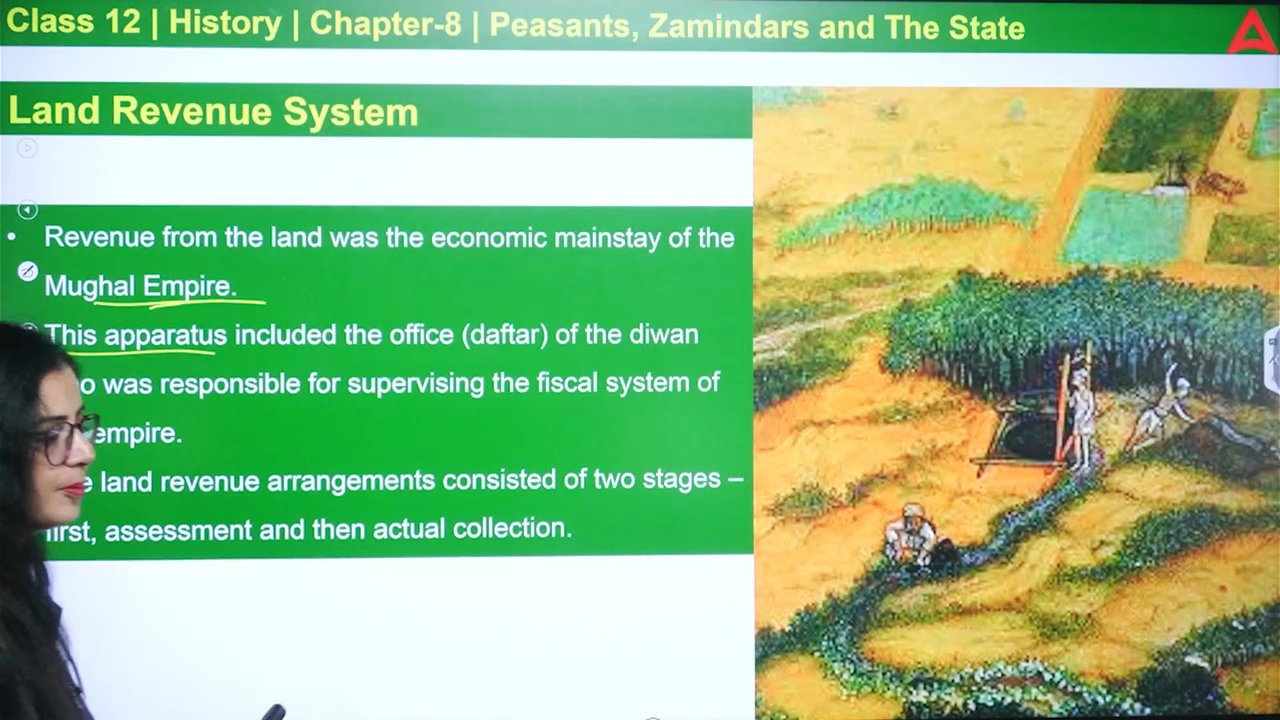 Class 12 | History | Chapter-8 | Peasants, Zamindars and The State
Land Revenue System
• Revenue from the land was the economic mainstay of the
Mughal Empire.
This apparatus included the office (daftar) of the diwan
was responsible for supervising the fiscal system of
empire.
land revenue arrangements consisted of two stages –
first, assessment and then actual collection.